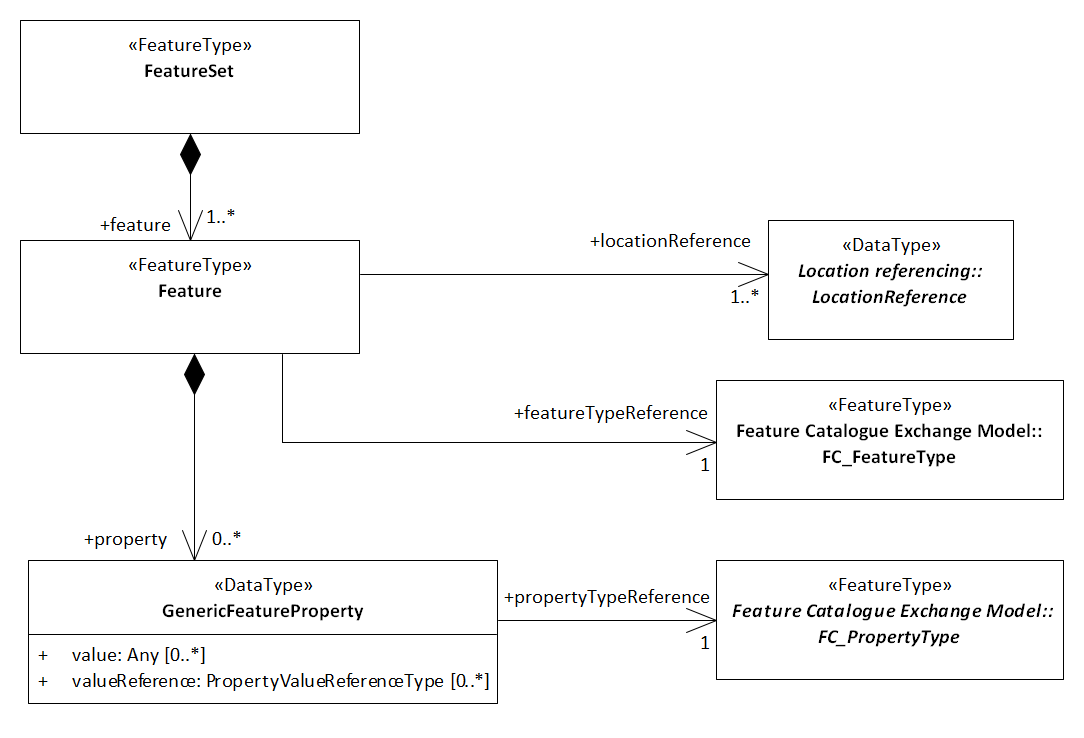 «FeatureType»
FeatureSet
+feature
1..*
«FeatureType»
Feature
+locationReference
1..*
«DataType»
Location referencing::
LocationReference
+featureTypeReference
1
«FeatureType»
Feature Catalogue Exchange Model::
FC_FeatureType
+property
0..*
«DataType»
GenericFeatureProperty
+ value: Any [0..*]
+ valueReference: PropertyValueReferenceType [0..*]
+propertyTypeReference
1
«FeatureType»
Feature Catalogue Exchange Model::
FC_PropertyType